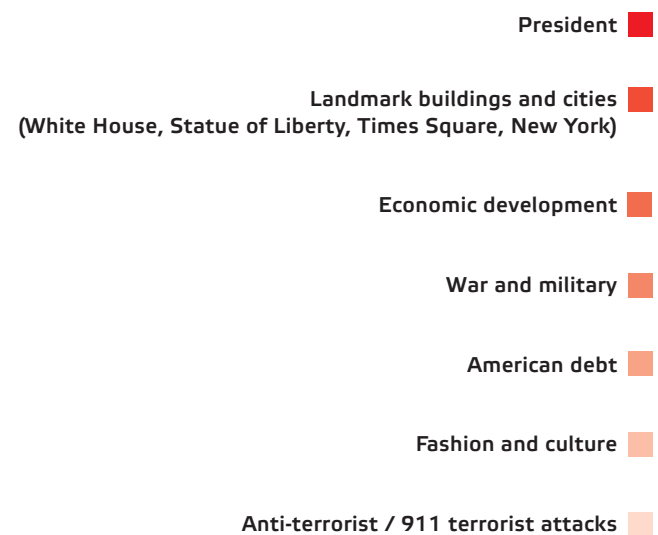 President
Landmark buildings and cities
(White House, Statue of Liberty, Times Square, New York)
Economic development
War and military
American debt
Fashion and culture
Anti-terrorist / 911 terrorist attacks